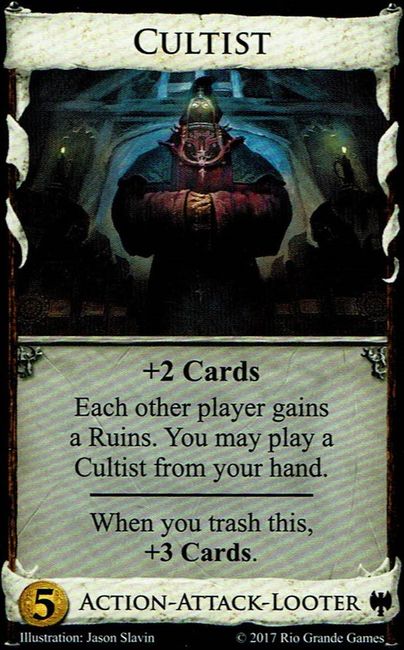 CULTIST
+2 Cards
Each other player gains
a Ruins. You may play a
Cultist from your hand.
When you trash this,
+3 Cards.
5 ACTION-ATTACK-LOOTER
Illustration: Jason Slavin © 2017 Rio Grande Games